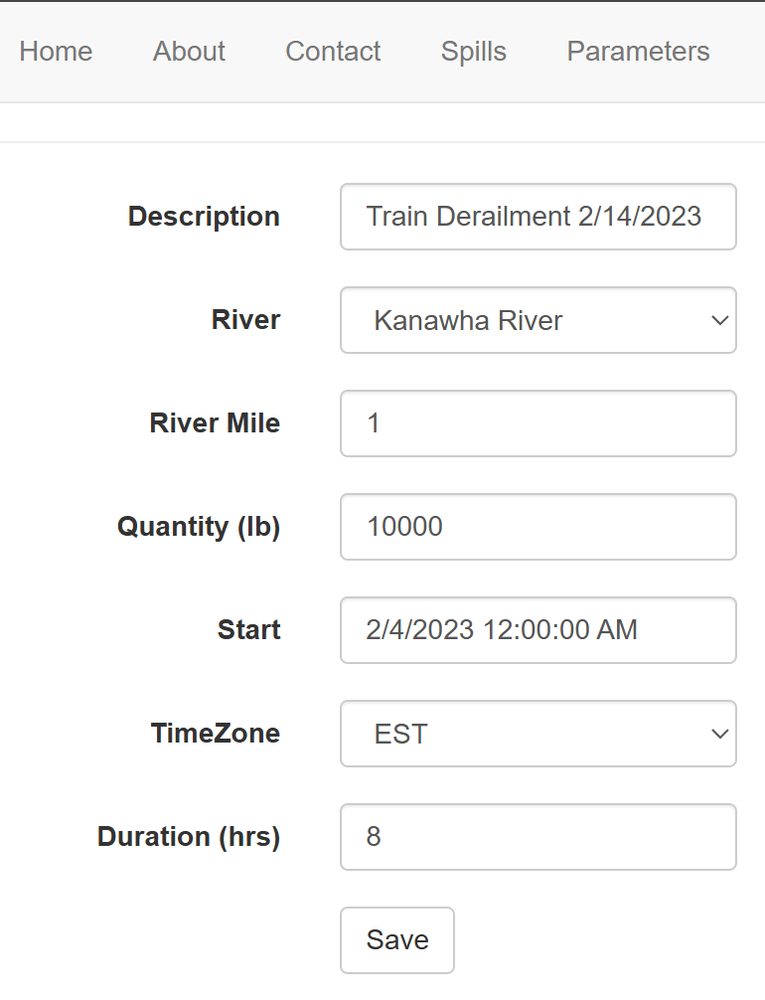 Home About Contact Spills Parameters
Description Train Derailment 2/14/2023
River Kanawha River
River Mile 1
Quantity (lb) 10000
Start 2/4/2023 12:00:00 AM
TimeZone EST
Duration (hrs) 8
Save